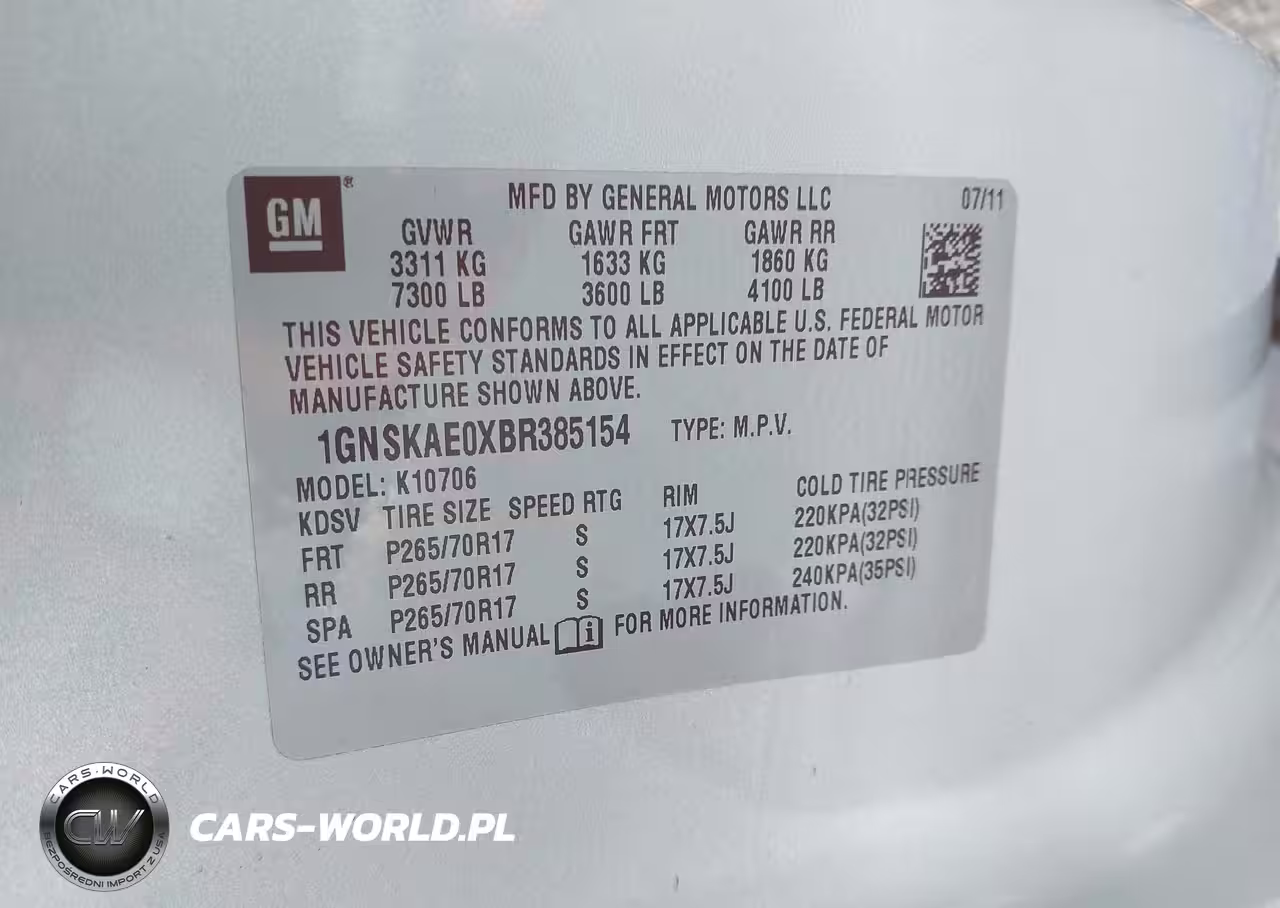 GM ®
MFD BY GENERAL MOTORS LLC 07/11
GVWR GAWR FRT GAWR RR
3311 KG 1633 KG 1860 KG
7300 LB 3600 LB 4100 LB
THIS VEHICLE CONFORMS TO ALL APPLICABLE U.S. FEDERAL MOTOR
VEHICLE SAFETY STANDARDS IN EFFECT ON THE DATE OF
MANUFACTURE SHOWN ABOVE.
1GNSKAE0XBR385154 TYPE: M.P.V.
MODEL: K10706
KDSV TIRE SIZE SPEED RTG RIM COLD TIRE PRESSURE
FRT P265/70R17 S 17X7.5J 220KPA(32PSI)
RR P265/70R17 S 17X7.5J 220KPA(32PSI)
SPA P265/70R17 S 17X7.5J 240KPA(35PSI)
SEE OWNER'S MANUAL FOR MORE INFORMATION.
CARS-WORLD
CW
BEZPOŚREDNI IMPORT Z USA
CARS-WORLD.PL